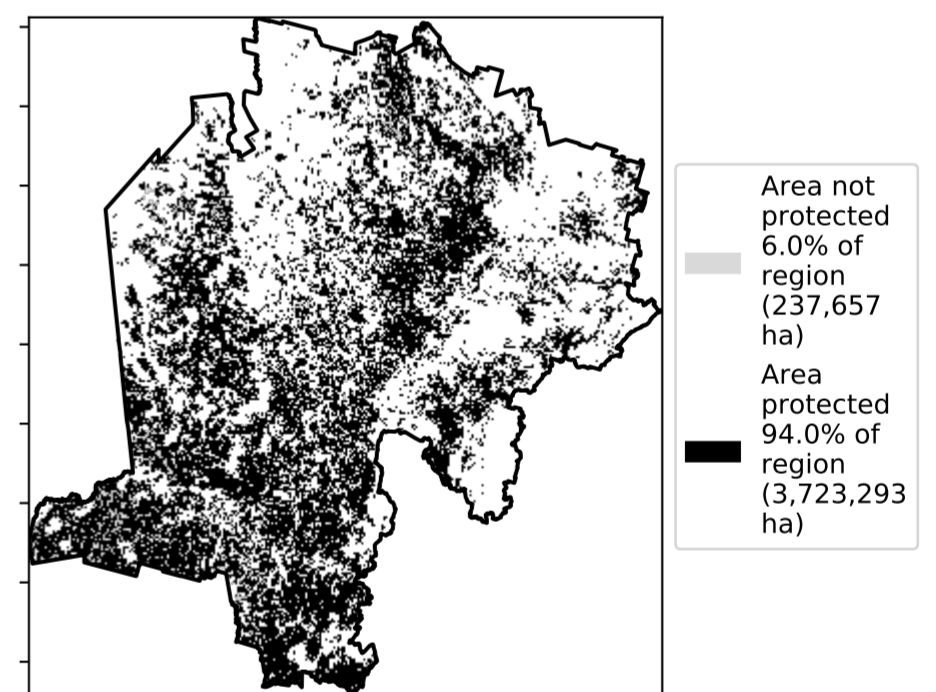 Area not
protected
6.0% of
region
(237,657
ha)
Area
protected
94.0% of
region
(3,723,293
ha)